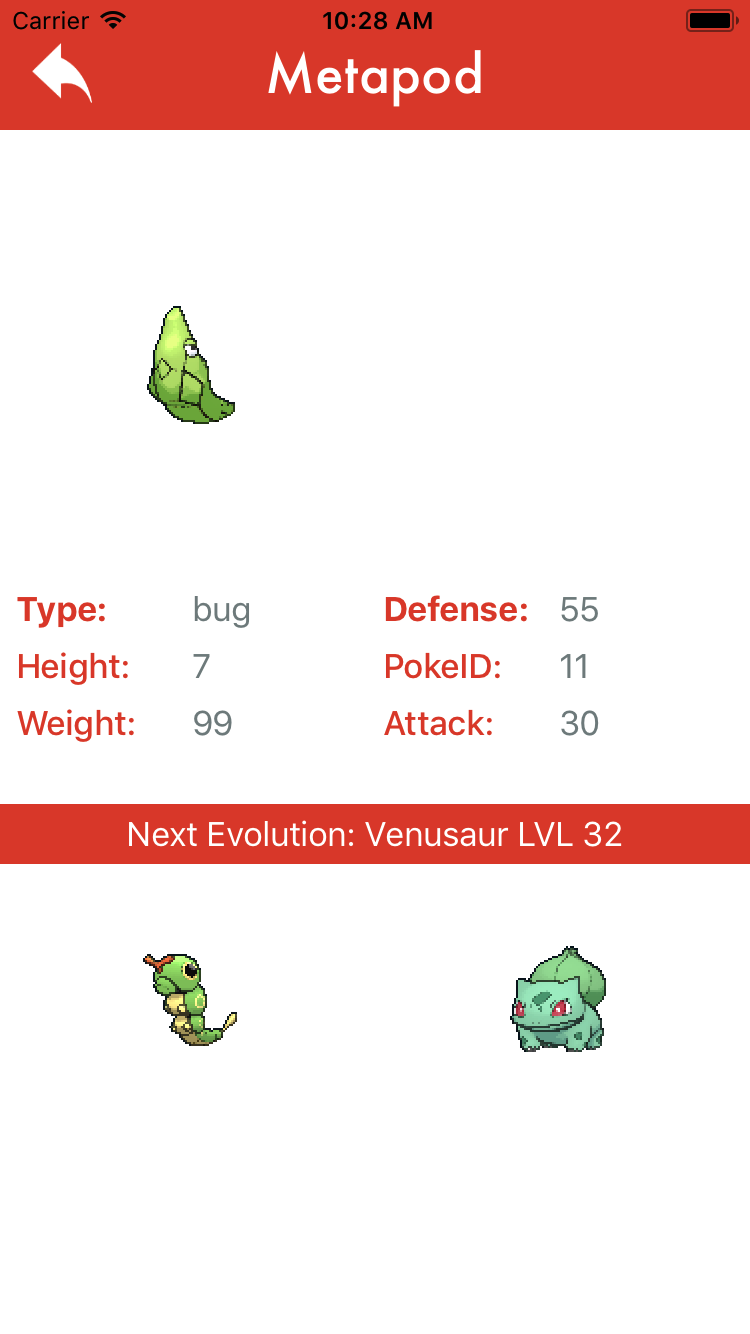 Carrier 10:28 AM
Metapod
Type: bug Defense: 55
Height: 7 PokeID: 11
Weight: 99 Attack: 30
Next Evolution: Venusaur LVL 32